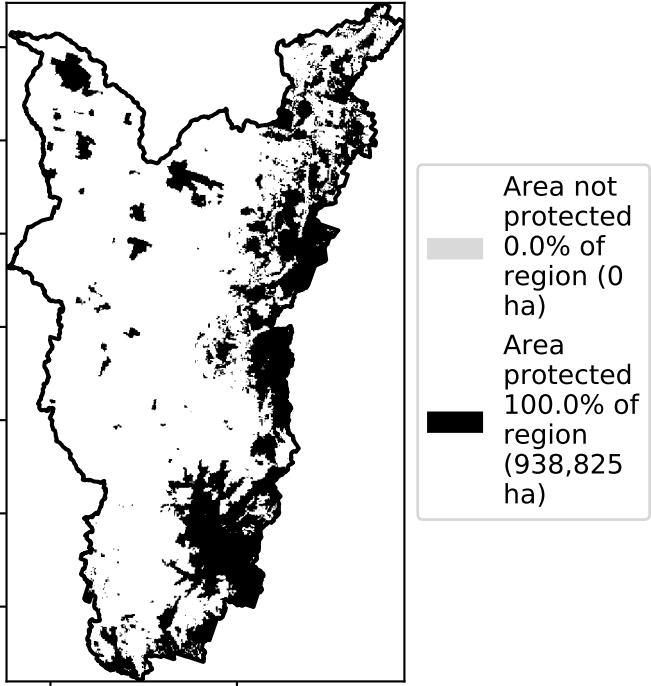 Area not
protected
0.0% of
region (0
ha)
Area
protected
100.0% of
region
(938,825
ha)